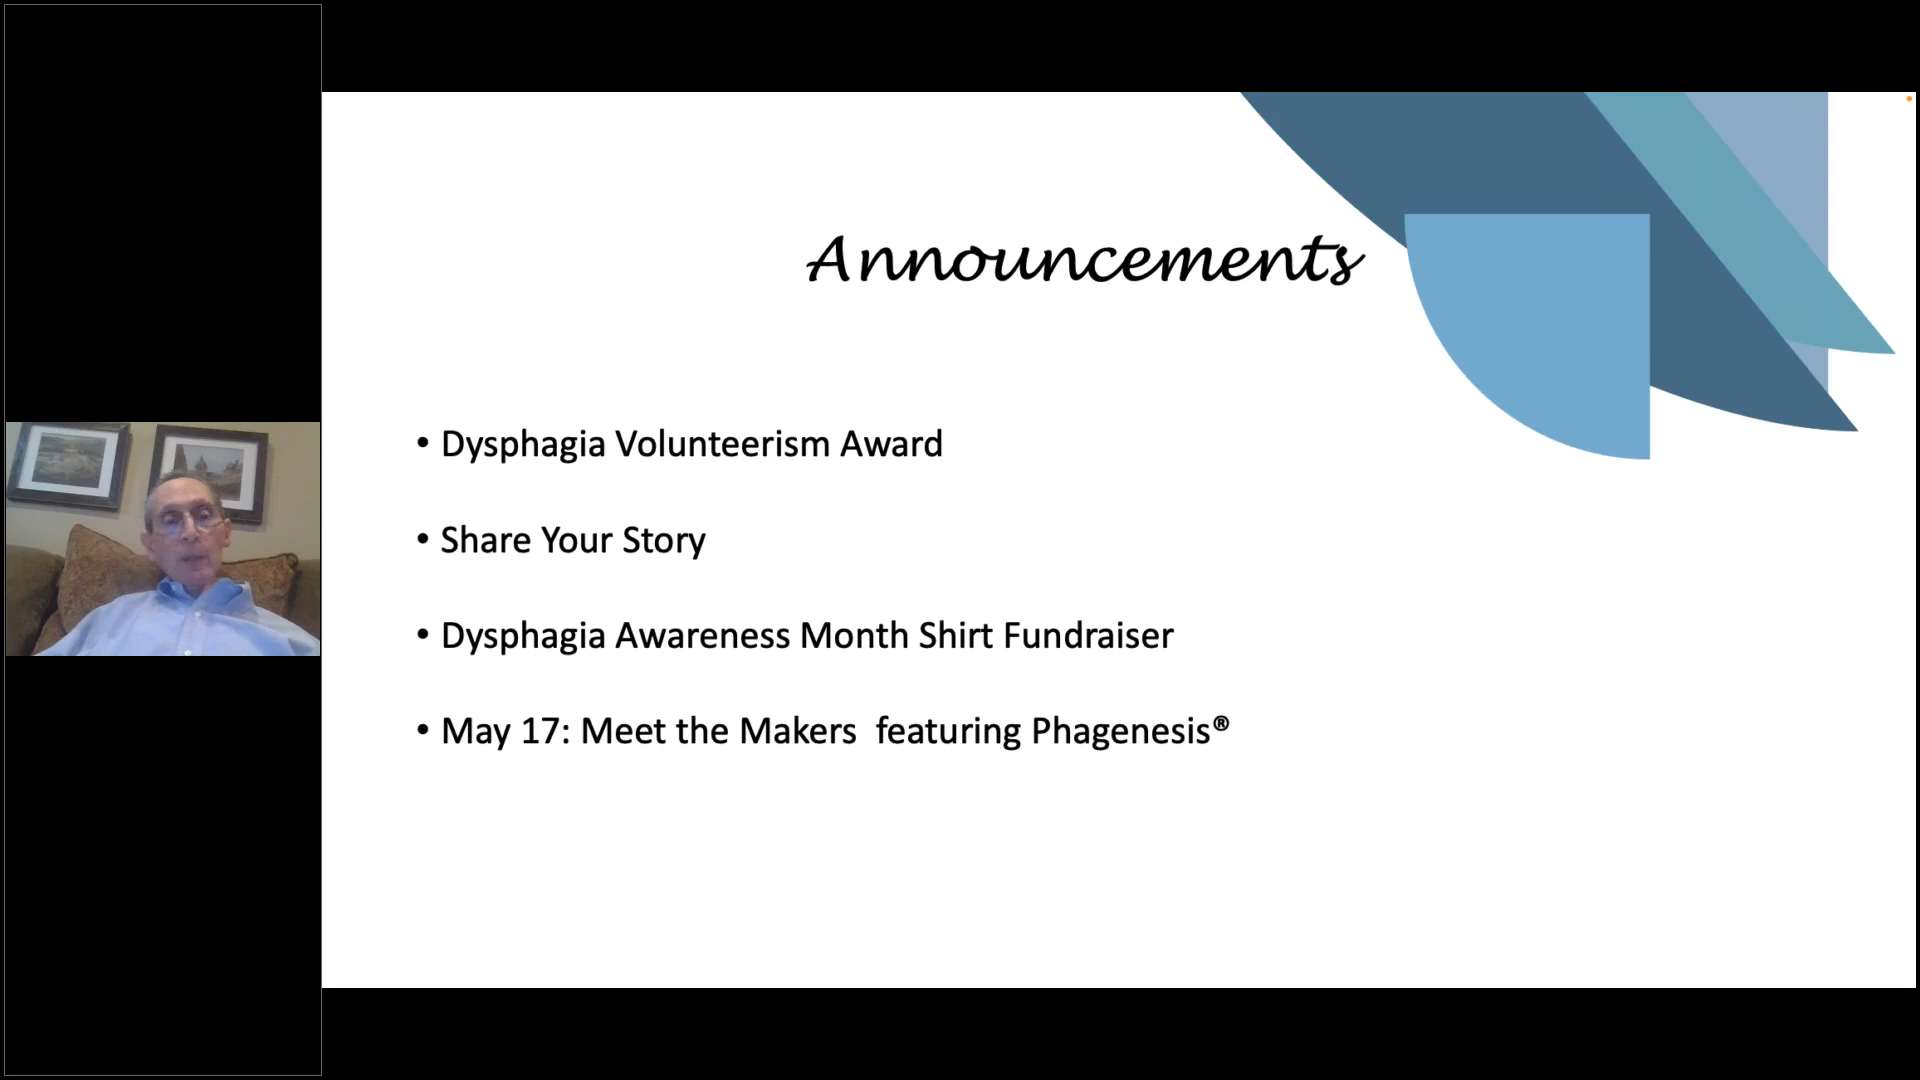 Announcements
• Dysphagia Volunteerism Award
• Share Your Story
• Dysphagia Awareness Month Shirt Fundraiser
• May 17: Meet the Makers  featuring Phagenesis®